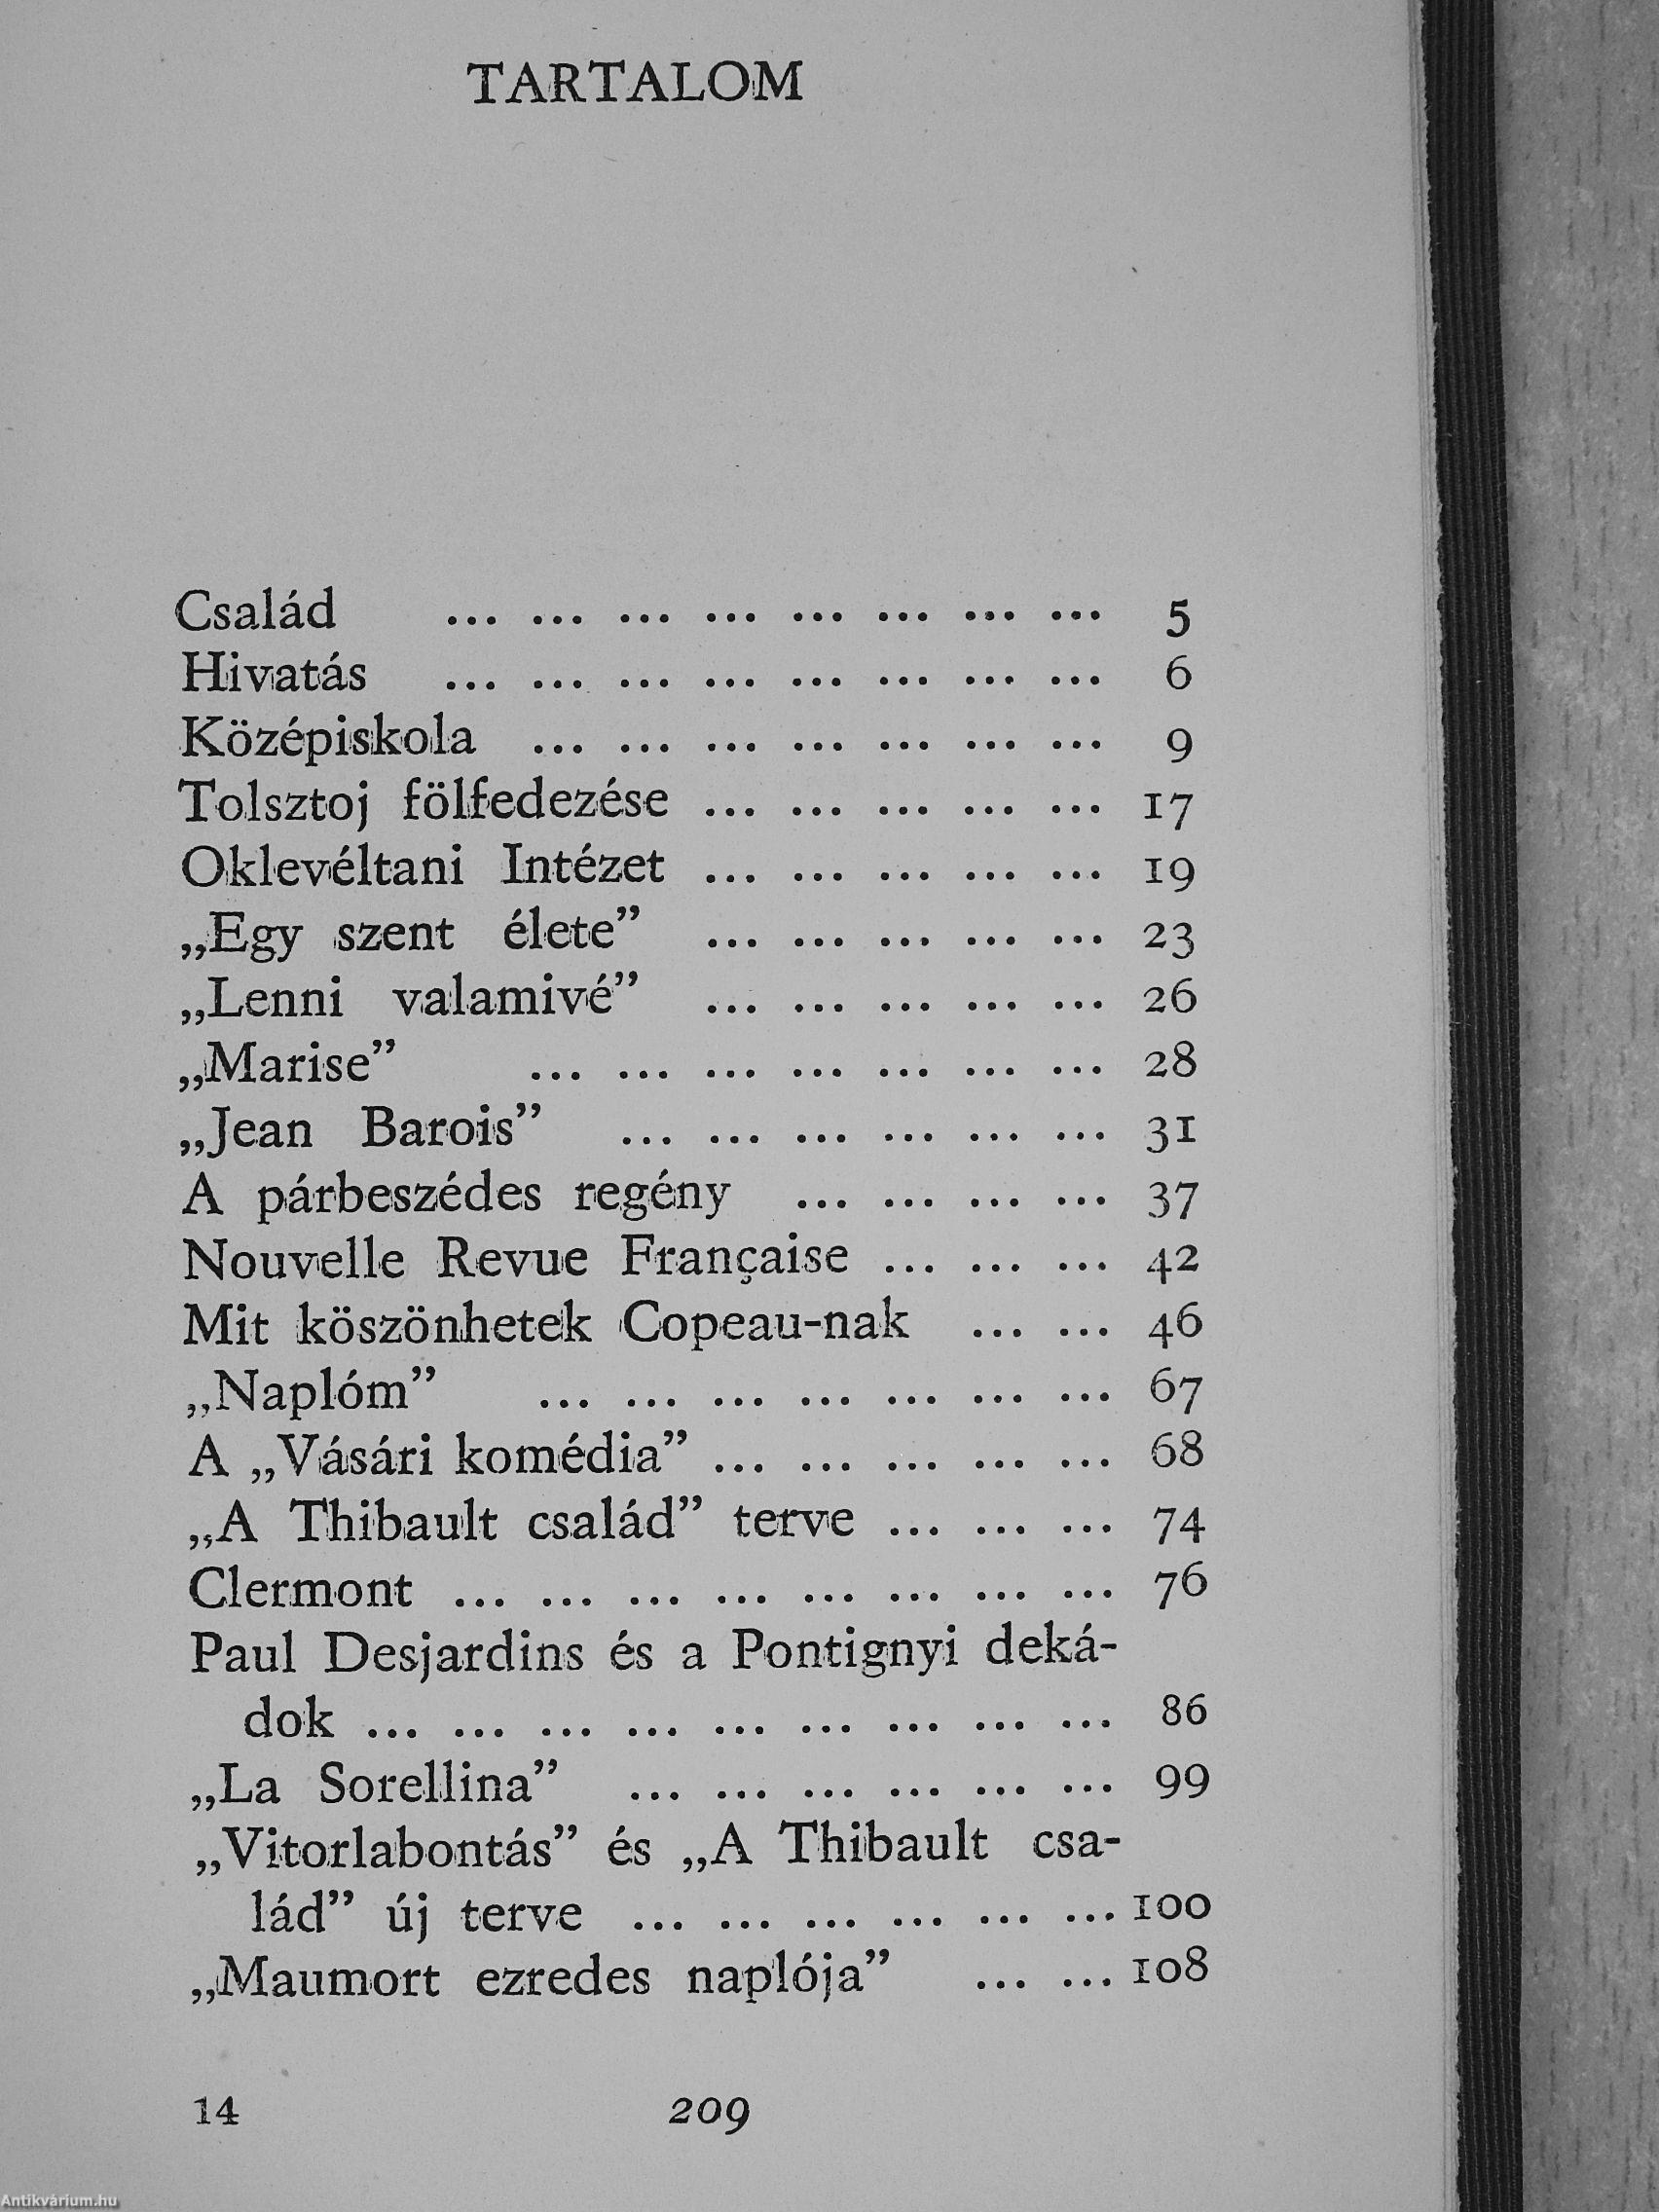 TARTALOM
Család ... ... ... ... ... ... ... ... 5
Hivatás ... ... ... ... ... ... ... ... 6
Középiskola ... ... ... ... ... ... ... 9
Tolsztoj fölfedezése ... ... ... ... ... 17
Oklevéltani Intézet ... ... ... ... ... 19
„Egy szent élete” ... ... ... ... ... 23
„Lenni valamivé” ... ... ... ... ... 26
„Marise” ... ... ... ... ... ... ... 28
„Jean Barois” ... ... ... ... ... ... 31
A párbeszédes regény ... ... ... ... 37
Nouvelle Revue Française ... ... ... 42
Mit köszönhetek Copeau-nak ... ... 46
„Naplóm” ... ... ... ... ... ... ... 67
A „Vásári komédia” ... ... ... ... ... 68
„A Thibault család” terve ... ... ... 74
Clermont ... ... ... ... ... ... ... ... 76
Paul Desjardins és a Pontignyi deká-
dok ... ... ... ... ... ... ... ... ... 86
„La Sorellina” ... ... ... ... ... ... 99
„Vitorlabontás” és „A Thibault csa-
lád” új terve ... ... ... ... ... ... 100
„Maumort ezredes naplója” ... ... 108
14 209
Antikvárium.hu